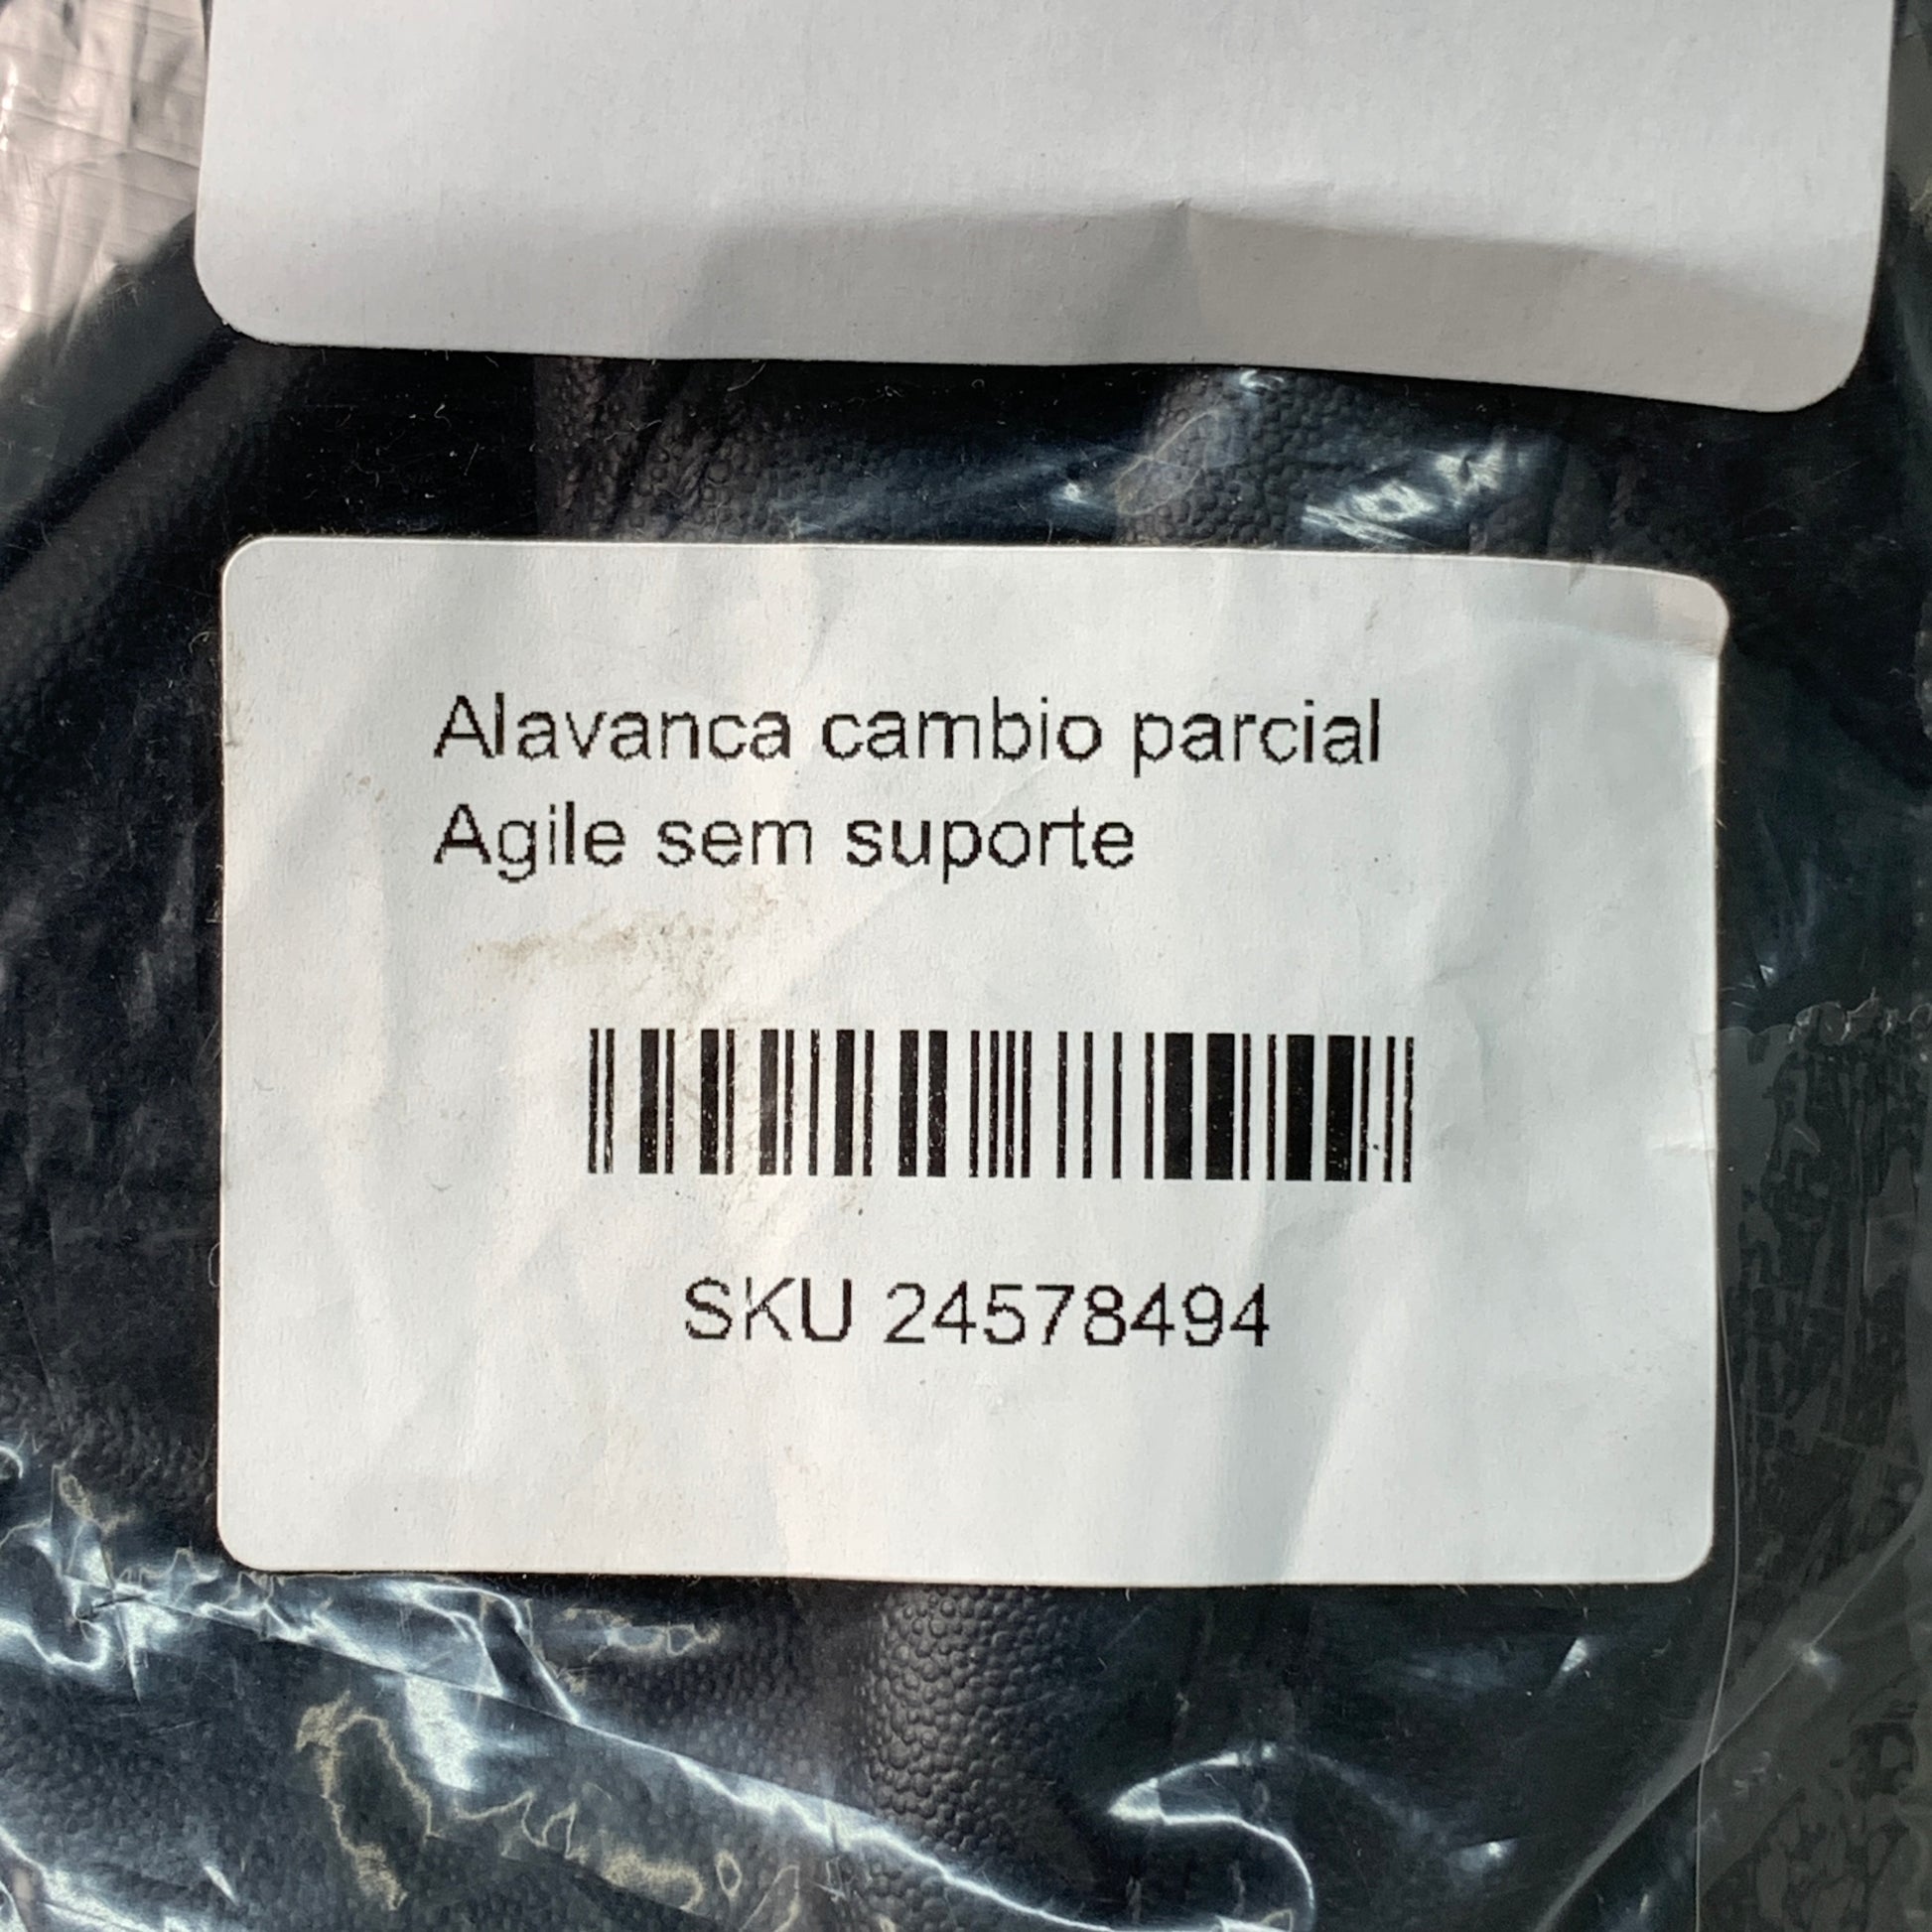 Alavanca cambio parcial
Agile sem suporte
SKU 24578494